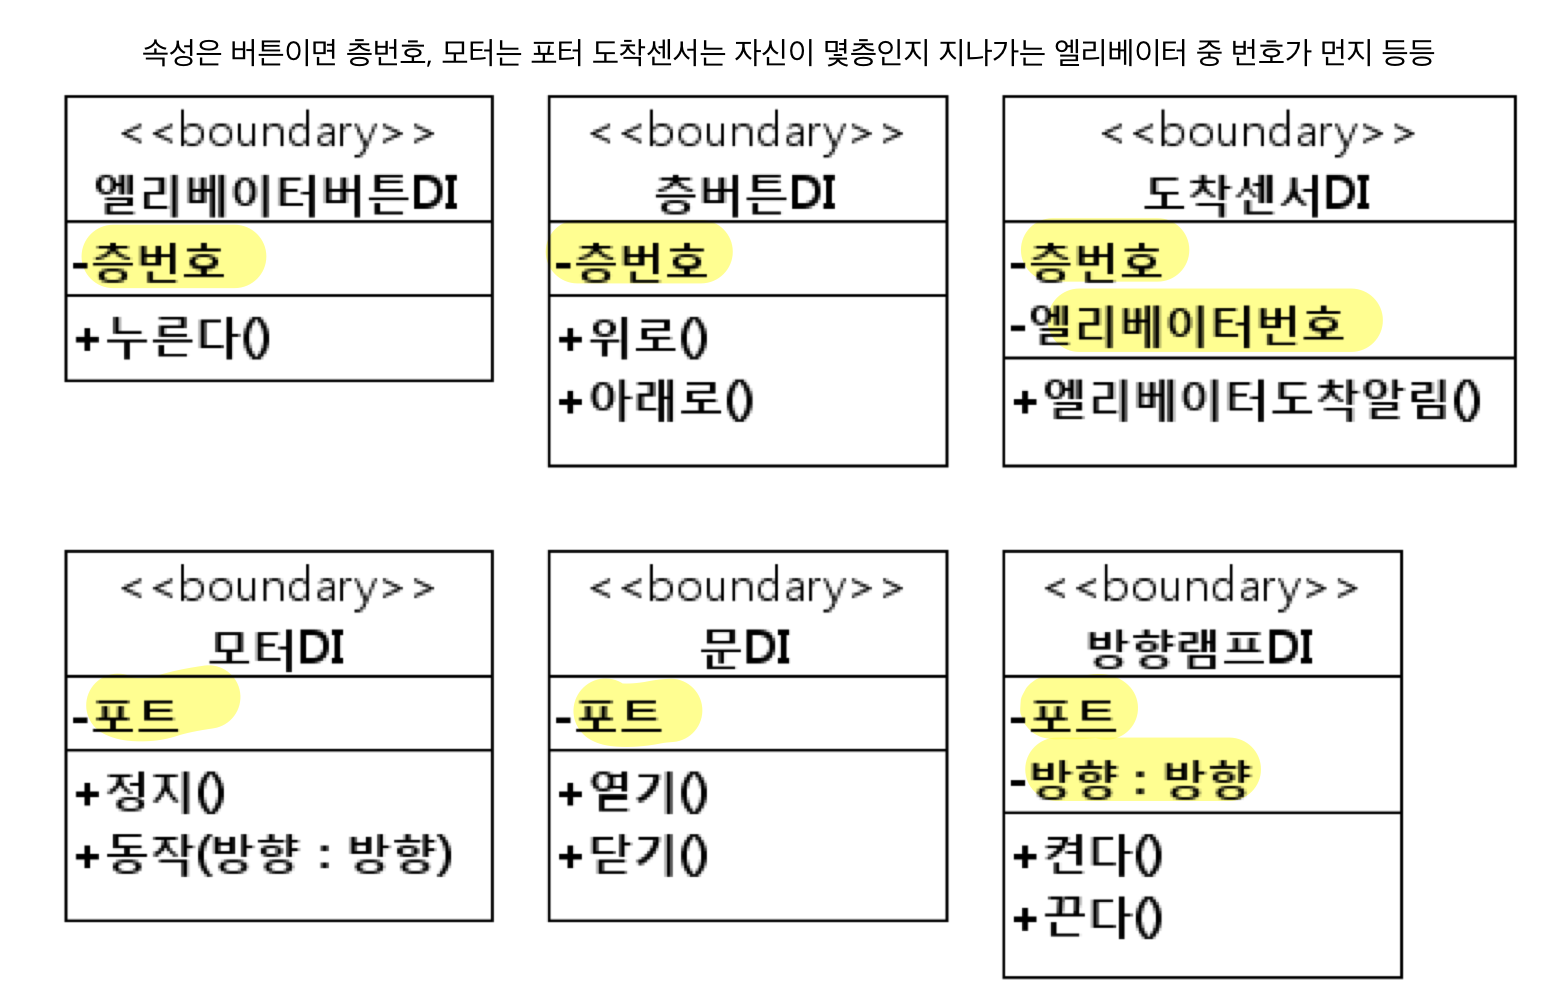 속성은 버튼이면 층번호, 모터는 포터 도착센서는 자신이 몇층인지 지나가는 엘리베이터 중 번호가 먼지 등등
<<boundary>>
엘리베이터버튼DI
-층번호
+누른다()
<<boundary>>
층버튼DI
-층번호
+위로()
+아래로()
<<boundary>>
도착센서DI
-층번호
-엘리베이터번호
+엘리베이터도착알림()
<<boundary>>
모터DI
-포트
+정지()
+동작(방향 : 방향)
<<boundary>>
문DI
-포트
+열기()
+닫기()
<<boundary>>
방향램프DI
-포트
-방향 : 방향
+켠다()
+끈다()